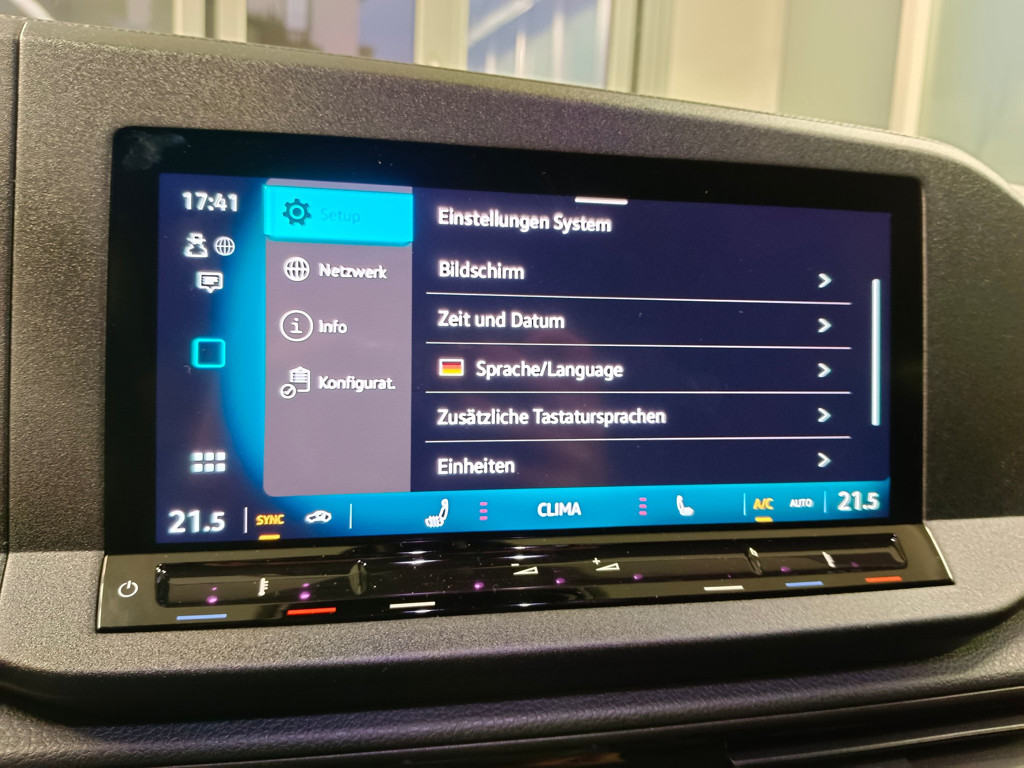 17:41
Setup
Netzwerk
Info
Konfigurat.
Einstellungen System
Bildschirm
Zeit und Datum
Sprache/Language
Zusätzliche Tastatursprachen
Einheiten
21.5 SYNC CLIMA A/C AUTO 21.5